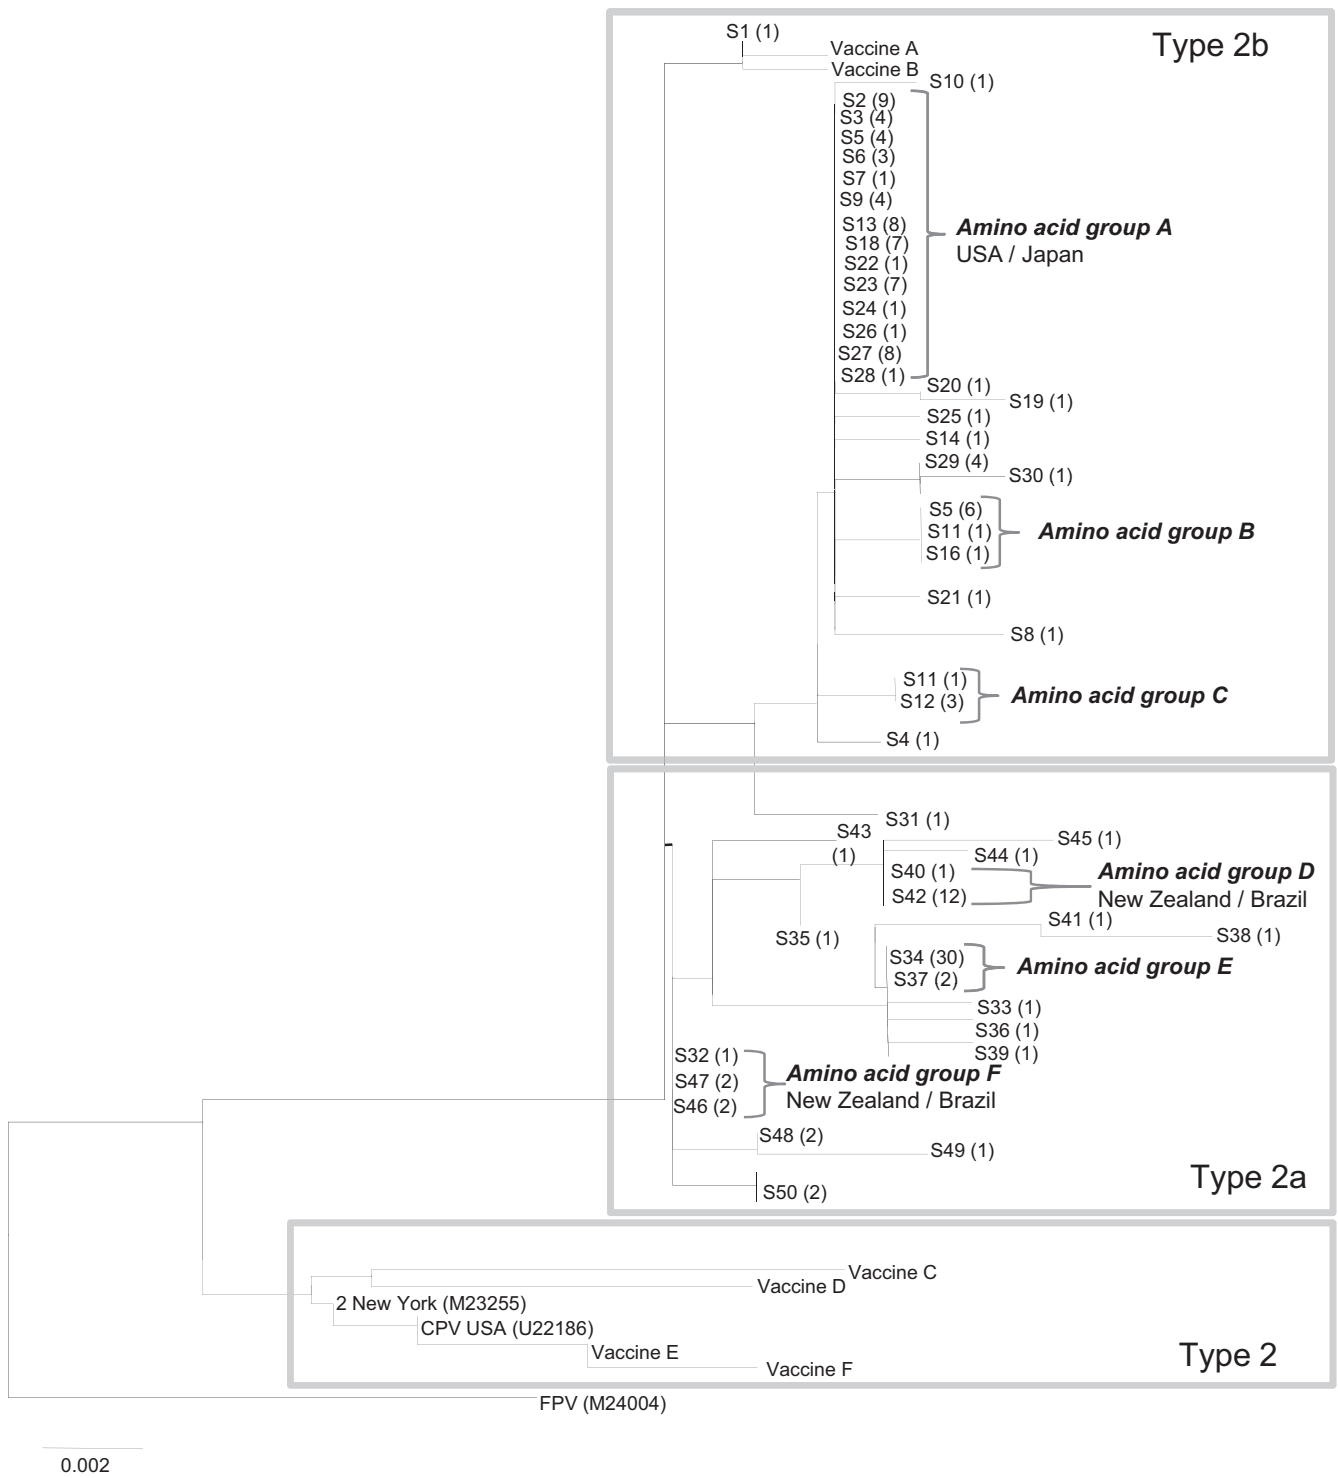 S1 (1)
Type 2b
Vaccine A
Vaccine B
S10 (1)
S2 (9)
S3 (4)
S5 (4)
S6 (3)
S7 (1)
S9 (4)
S13 (8)
S18 (7)
S22 (1)
S23 (7)
S24 (1)
S26 (1)
S27 (8)
S28 (1)
Amino acid group A
USA / Japan
S20 (1)
S19 (1)
S25 (1)
S14 (1)
S29 (4)
S30 (1)
S5 (6)
S11 (1)
S16 (1)
Amino acid group B
S21 (1)
S8 (1)
S11 (1)
S12 (3)
Amino acid group C
S4 (1)
S31 (1)
S43
(1)
S45 (1)
S44 (1)
S40 (1)
S42 (12)
Amino acid group D
New Zealand / Brazil
S35 (1)
S41 (1)
S38 (1)
S34 (30)
S37 (2)
Amino acid group E
S33 (1)
S36 (1)
S39 (1)
S32 (1)
S47 (2)
S46 (2)
Amino acid group F
New Zealand / Brazil
S48 (2)
S49 (1)
S50 (2)
Type 2a
Vaccine C
Vaccine D
2 New York (M23255)
CPV USA (U22186)
Vaccine E
Vaccine F
Type 2
FPV (M24004)
0.002